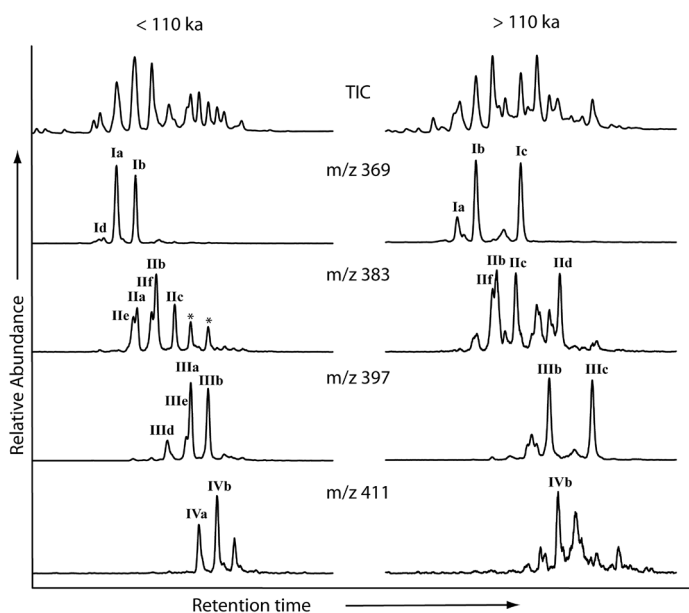 < 110 ka > 110 ka
TIC
m/z 369
Ia Ib Id
Ia Ib Ic
m/z 383
IIb IIf IIa IIc IIe * *
IIb IIc IId IIf
m/z 397
IIIa IIIb IIIe IIId
IIIb IIIc
m/z 411
IVb IVa
IVb
Relative Abundance
Retention time